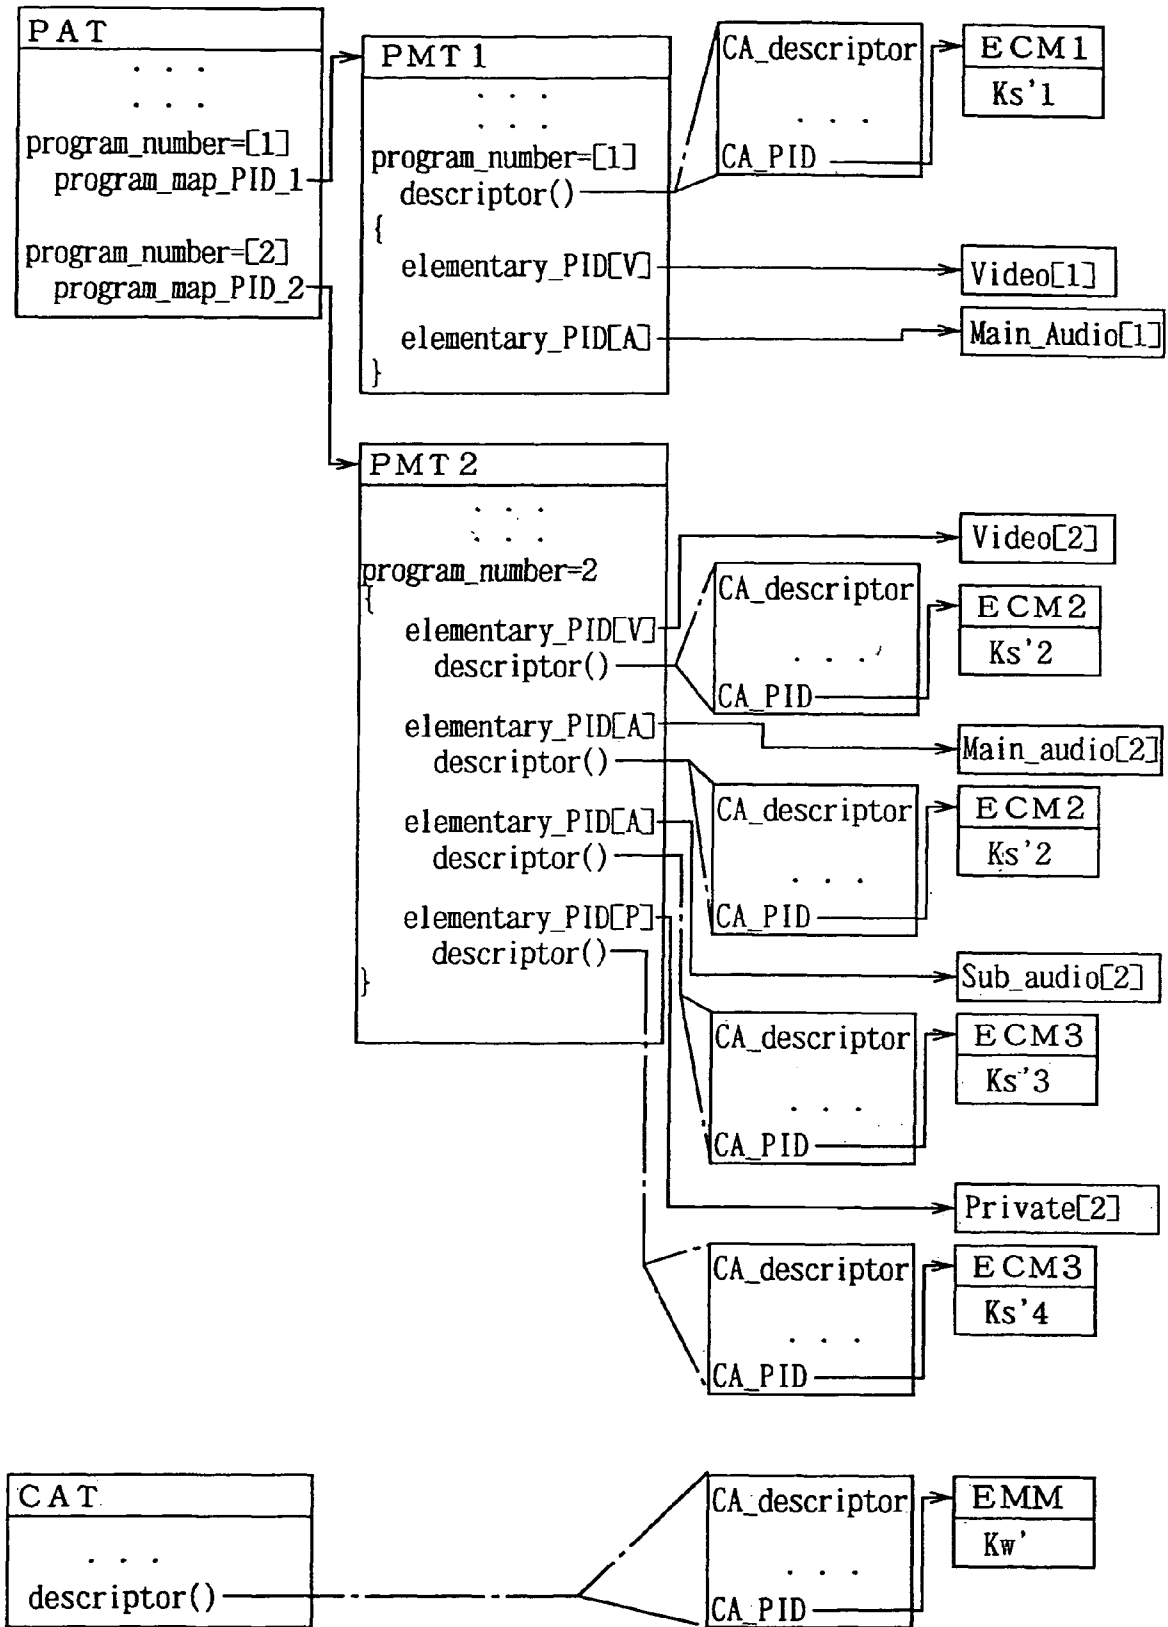 PAT
. . .
. . .
program_number=[1]
program_map_PID_1
program_number=[2]
program_map_PID_2
PMT1
. . .
. . .
program_number=[1]
descriptor()
{
elementary_PID[V]
elementary_PID[A]
}
CA_descriptor
. . .
CA_PID
ECM1
Ks'1
Video[1]
Main_Audio[1]
PMT2
. . .
. . .
program_number=2
{
elementary_PID[V]
descriptor()
elementary_PID[A]
descriptor()
elementary_PID[A]
descriptor()
elementary_PID[P]
descriptor()
}
Video[2]
CA_descriptor
. . .
CA_PID
ECM2
Ks'2
Main_audio[2]
CA_descriptor
. . .
CA_PID
ECM2
Ks'2
Sub_audio[2]
CA_descriptor
. . .
CA_PID
ECM3
Ks'3
Private[2]
CA_descriptor
. . .
CA_PID
ECM3
Ks'4
CAT
. . .
descriptor()
CA_descriptor
. . .
CA_PID
EMM
Kw'